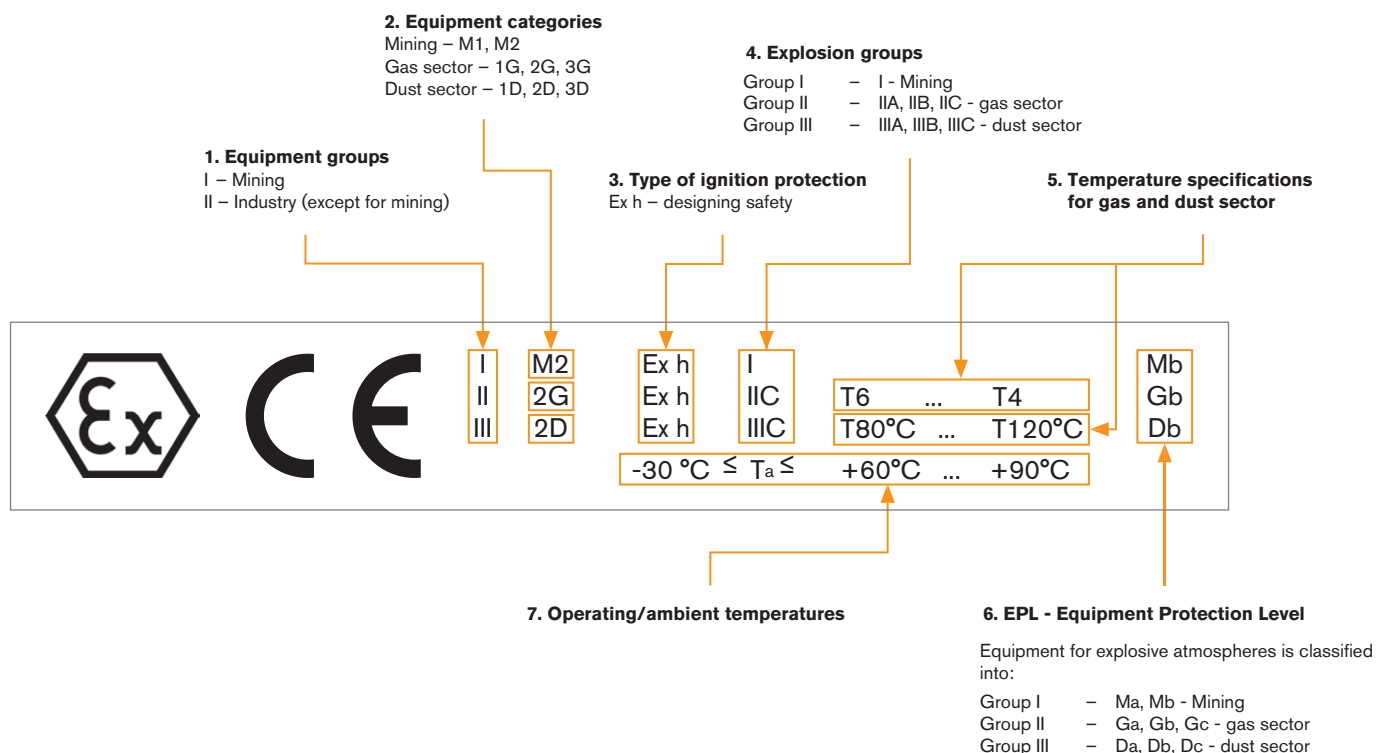 2. Equipment categories
Mining – M1, M2
Gas sector – 1G, 2G, 3G
Dust sector – 1D, 2D, 3D
4. Explosion groups
Group I – I - Mining
Group II – IIA, IIB, IIC - gas sector
Group III – IIIA, IIIB, IIIC - dust sector
1. Equipment groups
I – Mining
II – Industry (except for mining)
3. Type of ignition protection
Ex h – designing safety
5. Temperature specifications
for gas and dust sector
Ex CE
I M2 Ex h I Mb
II 2G Ex h IIC T6 ... T4 Gb
III 2D Ex h IIIC T80°C ... T120°C Db
-30 °C ≤ Ta ≤ +60°C ... +90°C
7. Operating/ambient temperatures
6. EPL - Equipment Protection Level
Equipment for explosive atmospheres is classified
into:
Group I – Ma, Mb - Mining
Group II – Ga, Gb, Gc - gas sector
Group III – Da, Db, Dc - dust sector